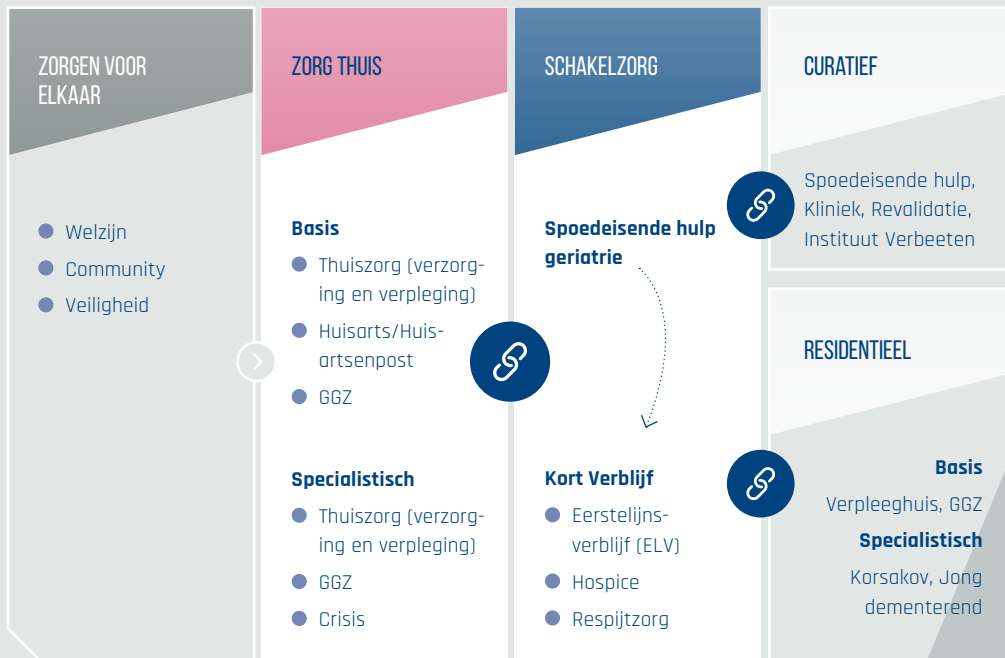 ZORGEN VOOR
ELKAAR
Welzijn
Community
Veiligheid
ZORG THUIS
Basis
Thuiszorg (verzorg-
ing en verpleging)
Huisarts/Huis-
artsenpost
GGZ
Specialistisch
Thuiszorg (verzorg-
ing en verpleging)
GGZ
Crisis
SCHAKELZORG
Spoedeisende hulp
geriatrie
Kort Verblijf
Eerstelijns-
verblijf (ELV)
Hospice
Respijtzorg
CURATIEF
Spoedeisende hulp,
Kliniek, Revalidatie,
Instituut Verbeeten
RESIDENTIEEL
Basis
Verpleeghuis, GGZ
Specialistisch
Korsakov, Jong
dementerend